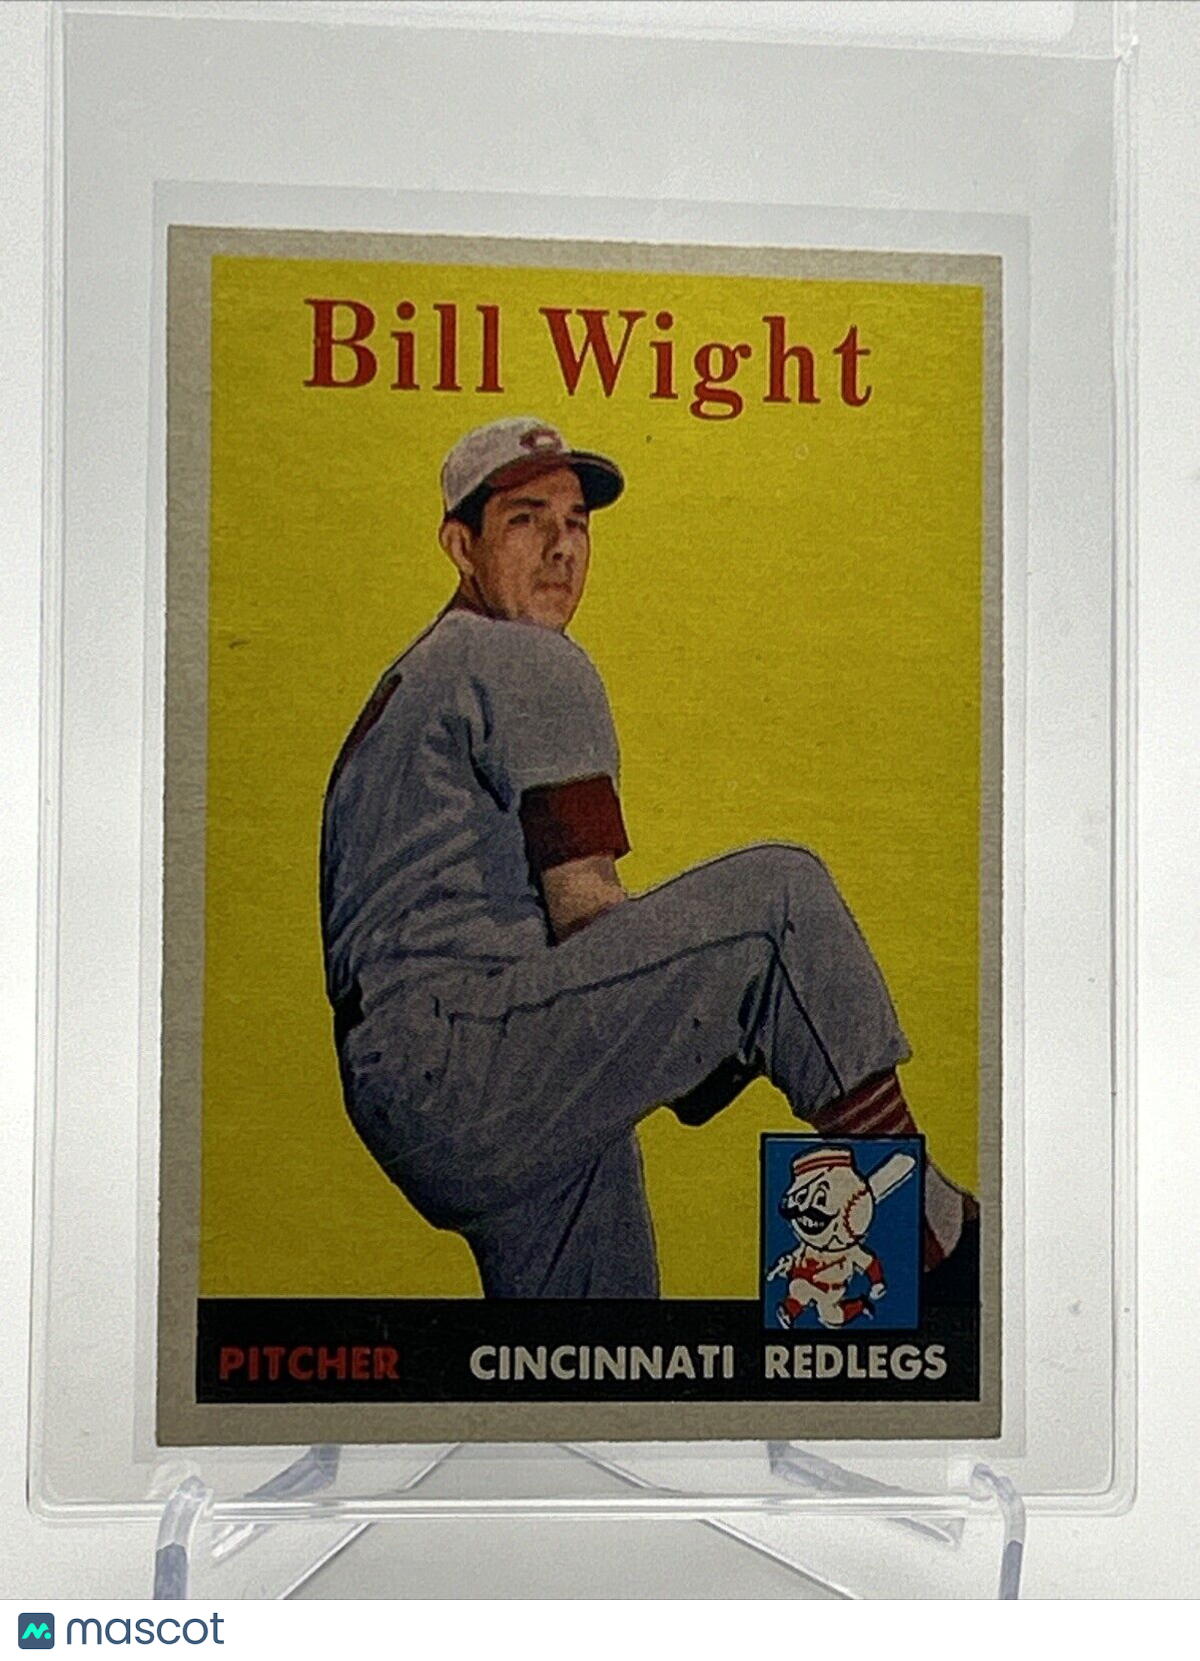 Bill Wight
PITCHER CINCINNATI REDLEGS
mascot